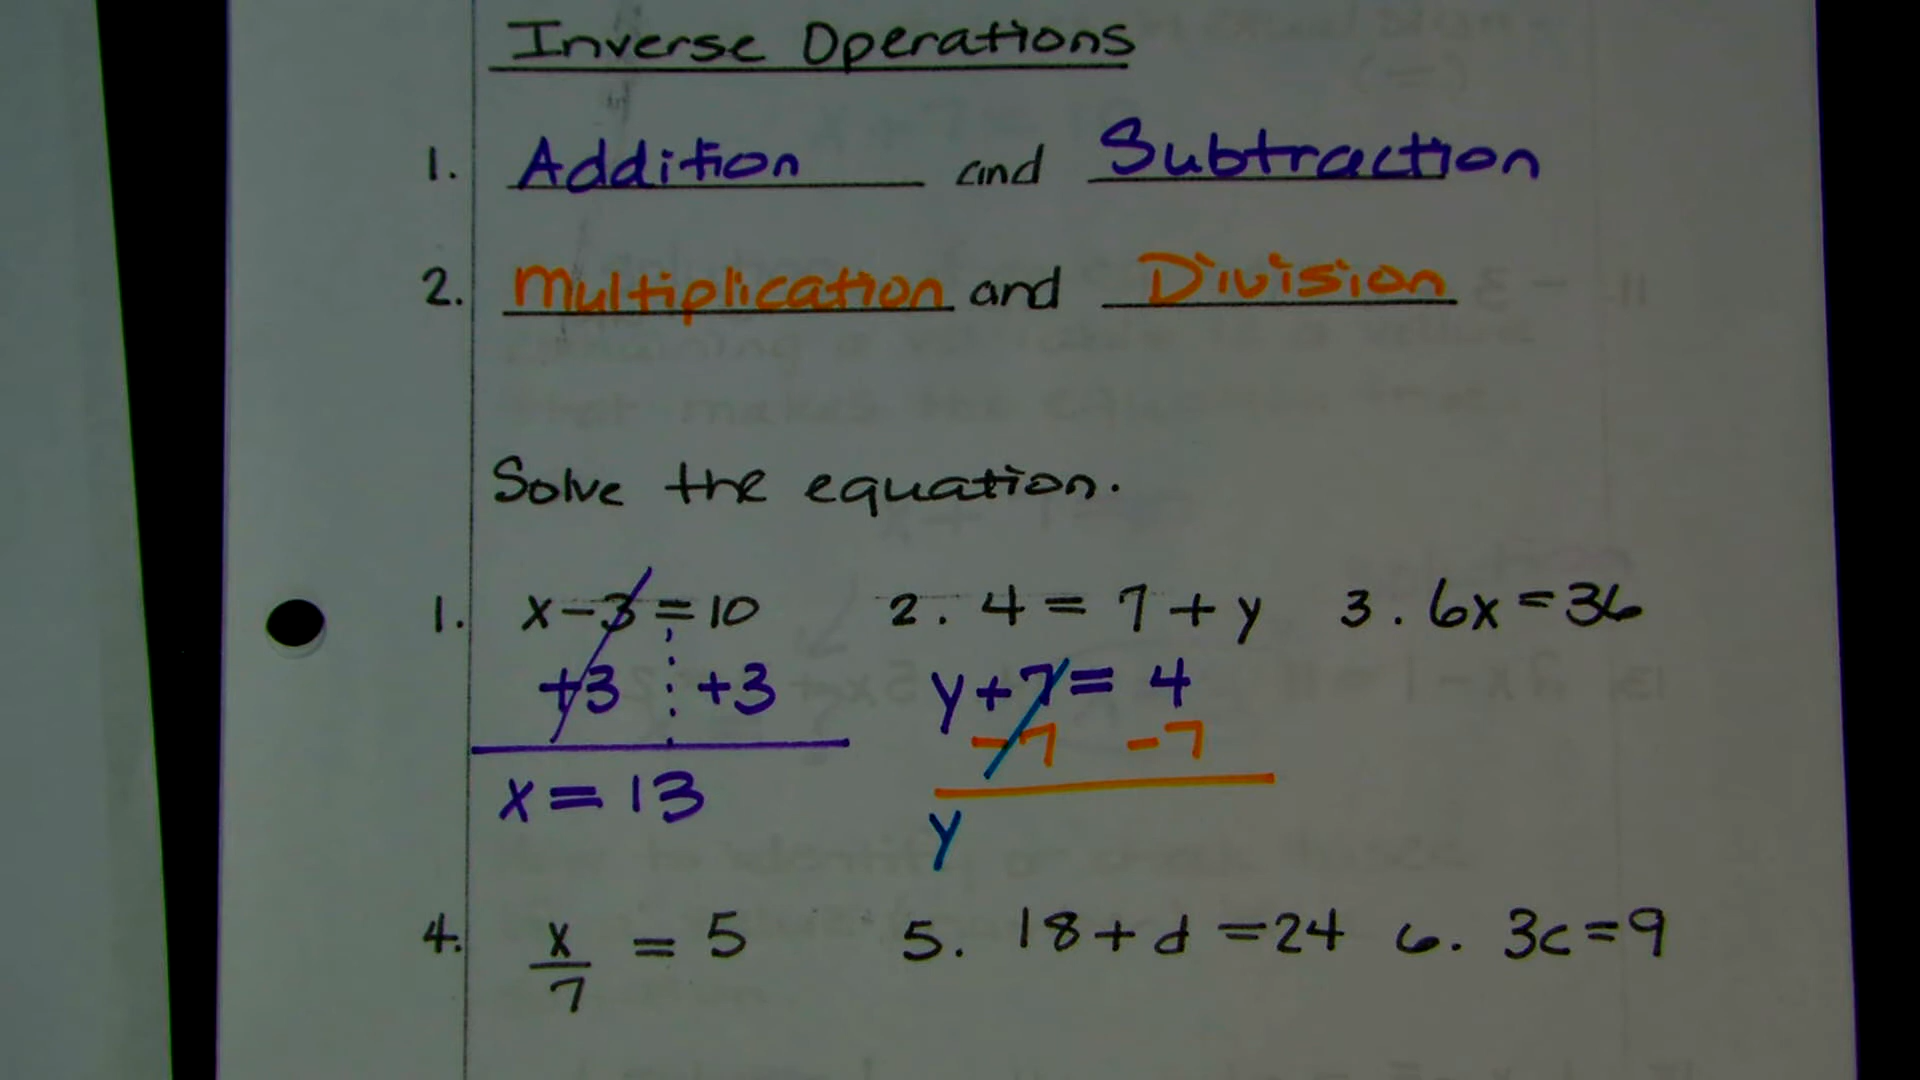 Inverse Operations
1. Addition and Subtraction
2. Multiplication and Division
Solve the equation.
1. x-3=10 2. 4=7+y 3. 6x=36
+3 +3 y+7=4
-7 -7
x=13
y
4. x/7 = 5 5. 18+d=24 6. 3c=9